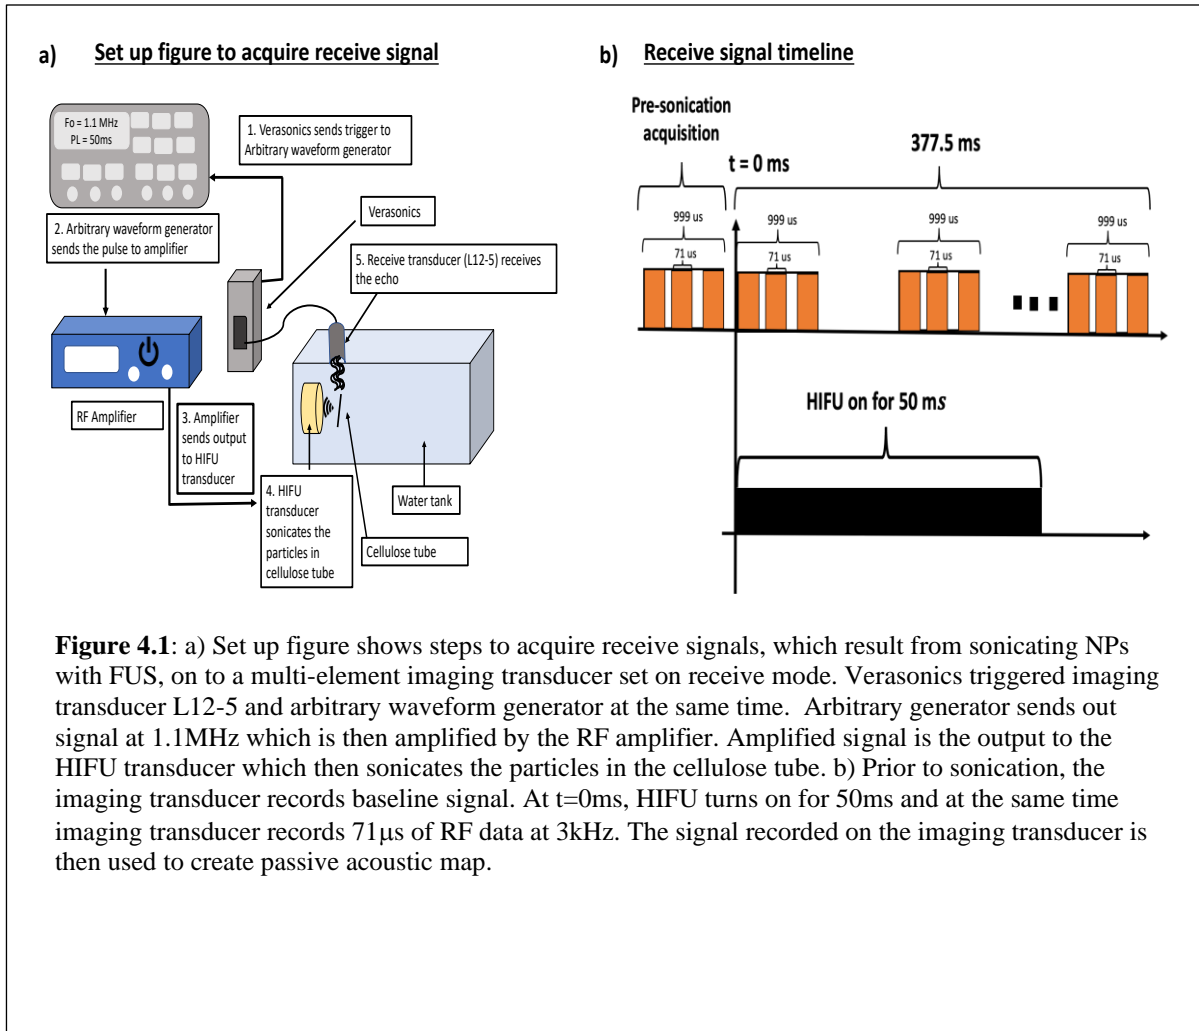 a) Set up figure to acquire receive signal
Fo = 1.1 MHz
PL = 50ms
1. Verasonics sends trigger to
Arbitrary waveform generator
2. Arbitrary waveform generator
sends the pulse to amplifier
Verasonics
5. Receive transducer (L12-5) receives
the echo
RF Amplifier
3. Amplifier
sends output
to HIFU
transducer
4. HIFU
transducer
sonicates the
particles in
cellulose tube
Water tank
Cellulose tube
b) Receive signal timeline
Pre-sonication
acquisition
t = 0 ms
377.5 ms
999 us
71 us
999 us
71 us
999 us
71 us
999 us
71 us
HIFU on for 50 ms
Figure 4.1: a) Set up figure shows steps to acquire receive signals, which result from sonicating NPs
with FUS, on to a multi-element imaging transducer set on receive mode. Verasonics triggered imaging
transducer L12-5 and arbitrary waveform generator at the same time. Arbitrary generator sends out
signal at 1.1MHz which is then amplified by the RF amplifier. Amplified signal is the output to the
HIFU transducer which then sonicates the particles in the cellulose tube. b) Prior to sonication, the
imaging transducer records baseline signal. At t=0ms, HIFU turns on for 50ms and at the same time
imaging transducer records 71μs of RF data at 3kHz. The signal recorded on the imaging transducer is
then used to create passive acoustic map.